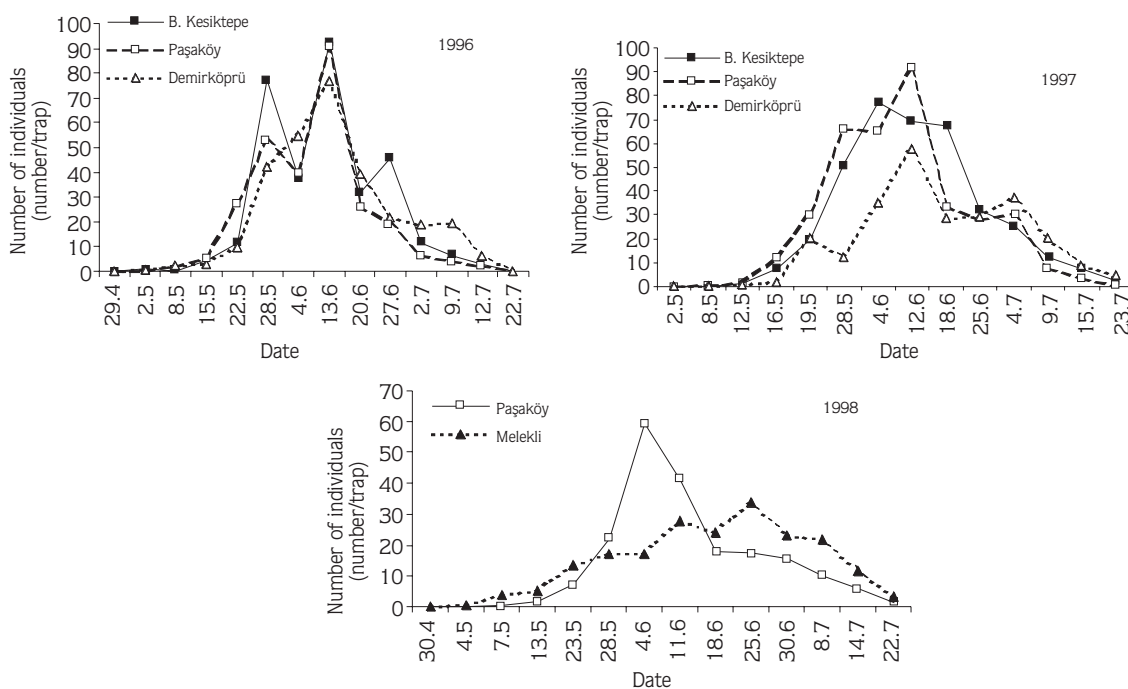 Number of individuals
(number/trap)
100
90
80
70
60
50
40
30
20
10
0
B. Kesiktepe
Paşaköy
Demirköprü
1996
29.4 2.5 8.5 15.5 22.5 28.5 4.6 13.6 20.6 27.6 2.7 9.7 12.7 22.7
Date
Number of individuals
(number/trap)
100
90
80
70
60
50
40
30
20
10
0
B. Kesiktepe
Paşaköy
Demirköprü
1997
2.5 8.5 12.5 16.5 19.5 28.5 4.6 12.6 18.6 25.6 4.7 9.7 15.7 23.7
Date
Number of individuals
(number/trap)
70
60
50
40
30
20
10
0
Paşaköy
Melekli
1998
30.4 4.5 7.5 13.5 23.5 28.5 4.6 11.6 18.6 25.6 30.6 8.7 14.7 22.7
Date